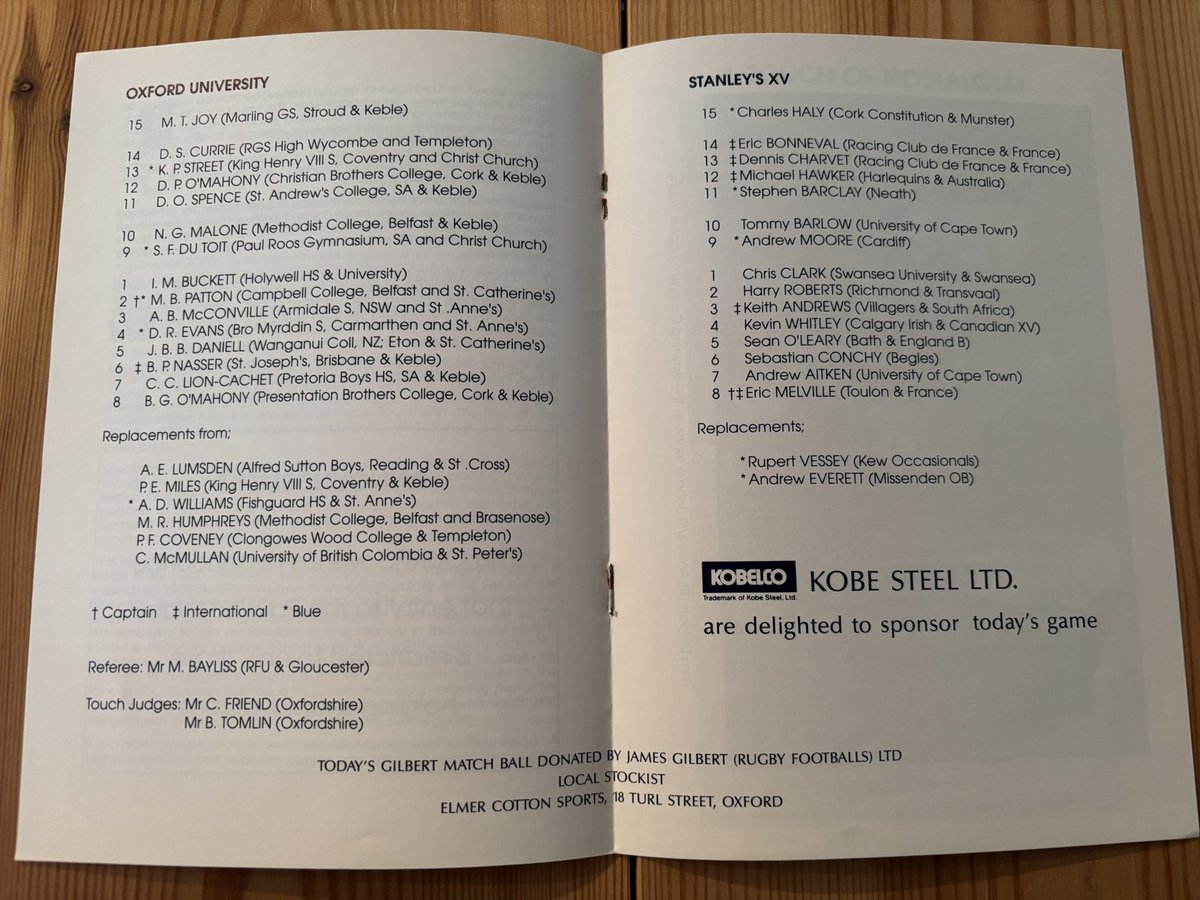 OXFORD UNIVERSITY
15 M. T. JOY (Marling GS, Stroud & Keble)
14 D. S. CURRIE (RGS High Wycombe and Templeton)
13 * K. P. STREET (King Henry VIII S, Coventry and Christ Church)
12 D. P. O'MAHONY (Christian Brothers College, Cork & Keble)
11 D. O. SPENCE (St. Andrew's College, SA & Keble)
10 N. G. MALONE (Methodist College, Belfast & Keble)
9 * S. F. DU TOIT (Paul Roos Gymnasium, SA and Christ Church)
1 I. M. BUCKETT (Holywell HS & University)
2 †* M. B. PATTON (Campbell College, Belfast and St. Catherine's)
3 A. B. McCONVILLE (Armidale S, NSW and St .Anne's)
4 * D. R. EVANS (Bro Myrddin S, Carmarthen and St. Anne's)
5 J. B. B. DANIELL (Wanganui Coll, NZ; Eton & St. Catherine's)
6 ‡ B. P. NASSER (St. Joseph's, Brisbane & Keble)
7 C. C. LION-CACHET (Pretoria Boys HS, SA & Keble)
8 B. G. O'MAHONY (Presentation Brothers College, Cork & Keble)
Replacements from;
A. E. LUMSDEN (Alfred Sutton Boys, Reading & St .Cross)
P. E. MILES (King Henry VIII S, Coventry & Keble)
* A. D. WILLIAMS (Fishguard HS & St. Anne's)
M. R. HUMPHREYS (Methodist College, Belfast and Brasenose)
P. F. COVENEY (Clongowes Wood College & Templeton)
C. McMULLAN (University of British Colombia & St. Peter's)
† Captain ‡ International * Blue
Referee: Mr M. BAYLISS (RFU & Gloucester)
Touch Judges: Mr C. FRIEND (Oxfordshire)
Mr B. TOMLIN (Oxfordshire)
STANLEY'S XV
15 * Charles HALY (Cork Constitution & Munster)
14 ‡ Eric BONNEVAL (Racing Club de France & France)
13 ‡ Dennis CHARVET (Racing Club de France & France)
12 ‡ Michael HAWKER (Harlequins & Australia)
11 * Stephen BARCLAY (Neath)
10 Tommy BARLOW (University of Cape Town)
9 * Andrew MOORE (Cardiff)
1 Chris CLARK (Swansea University & Swansea)
2 Harry ROBERTS (Richmond & Transvaal)
3 ‡ Keith ANDREWS (Villagers & South Africa)
4 Kevin WHITLEY (Calgary Irish & Canadian XV)
5 Sean O'LEARY (Bath & England B)
6 Sebastian CONCHY (Begles)
7 Andrew AITKEN (University of Cape Town)
8 †‡ Eric MELVILLE (Toulon & France)
Replacements;
* Rupert VESSEY (Kew Occasionals)
* Andrew EVERETT (Missenden OB)
KOBELCO KOBE STEEL LTD.
Trademark of Kobe Steel, Ltd.
are delighted to sponsor today's game
TODAY'S GILBERT MATCH BALL DONATED BY JAMES GILBERT (RUGBY FOOTBALLS) LTD
LOCAL STOCKIST
ELMER COTTON SPORTS, 18 TURL STREET, OXFORD